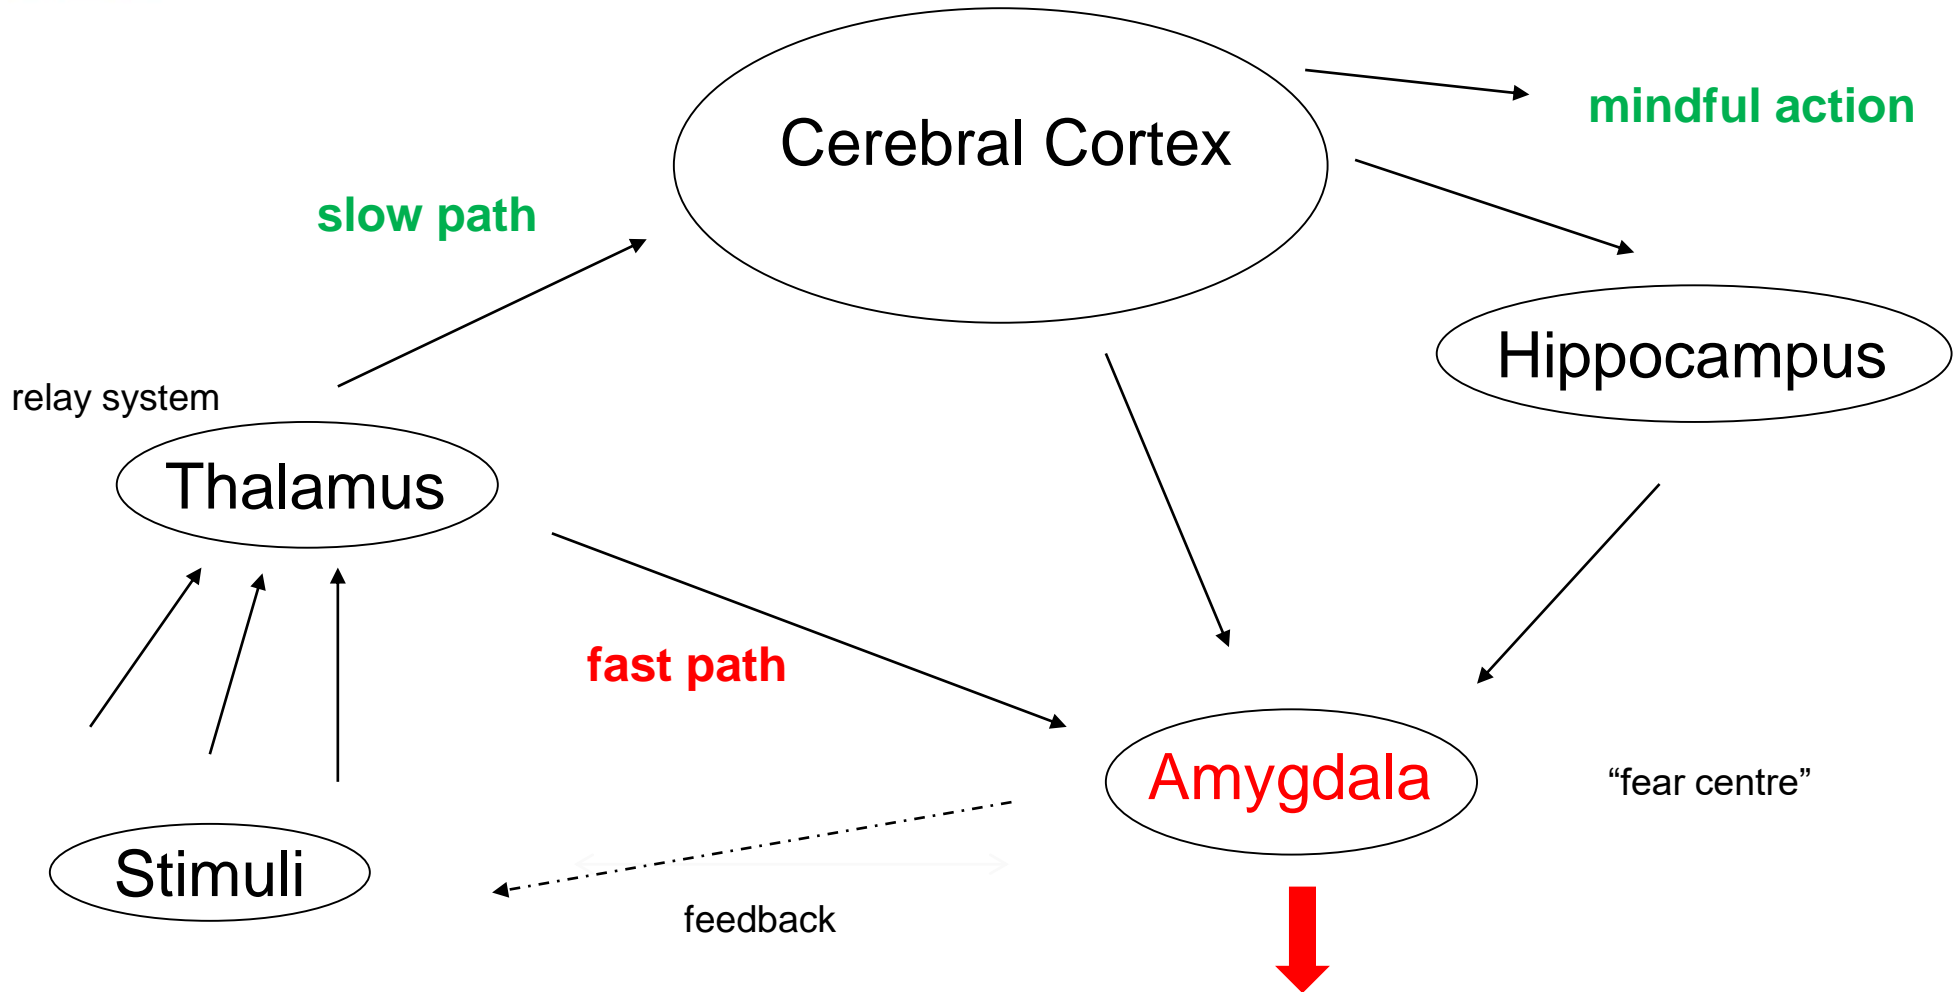 Cerebral Cortex
mindful action
slow path
Hippocampus
relay system
Thalamus
fast path
Amygdala
“fear centre”
Stimuli
feedback